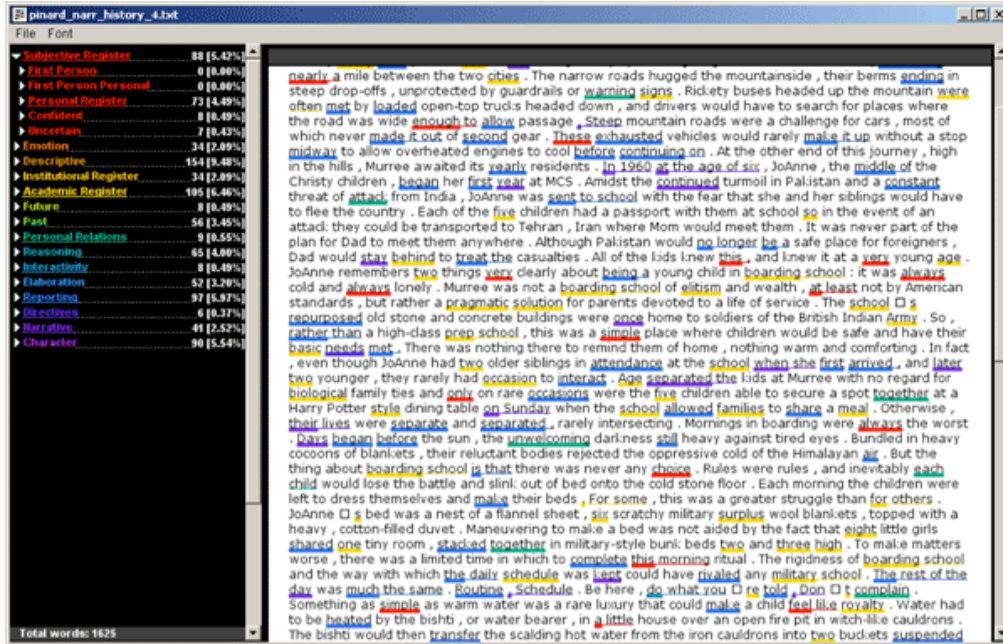 pinard_narr_history_4.txt
File Font
Subjective Register 88 [5.42%]
First Person 0 [0.00%]
First Person Personal 0 [0.00%]
Personal Register 73 [4.49%]
Confident 8 [0.49%]
Uncertain 7 [0.43%]
Emotion 34 [2.09%]
Descriptive 154 [9.48%]
Institutional Register 34 [2.09%]
Academic Register 105 [6.46%]
Future 8 [0.49%]
Past 56 [3.45%]
Personal Relations 9 [0.55%]
Reasoning 65 [4.00%]
Interactivity 8 [0.49%]
Elaboration 52 [3.20%]
Reporting 97 [5.97%]
Directives 6 [0.37%]
Narrative 41 [2.52%]
Character 90 [5.54%]
Total words: 1625
nearly a mile between the two cities . The narrow roads hugged the mountainside , their berms ending in
steep drop-offs , unprotected by guardrails or warning signs . Rickety buses headed up the mountain were
often met by loaded open-top trucks headed down , and drivers would have to search for places where
the road was wide enough to allow passage . Steep mountain roads were a challenge for cars , most of
which never made it out of second gear . These exhausted vehicles would rarely make it up without a stop
midway to allow overheated engines to cool before continuing on . At the other end of this journey , high
in the hills , Murree awaited its yearly residents . In 1960 at the age of six , JoAnne , the middle of the
Christy children , began her first year at MCS . Amidst the continued turmoil in Pakistan and a constant
threat of attack from India , JoAnne was sent to school with the fear that she and her siblings would have
to flee the country . Each of the five children had a passport with them at school so in the event of an
attack they could be transported to Tehran , Iran where Mom would meet them . It was never part of the
plan for Dad to meet them anywhere . Although Pakistan would no longer be a safe place for foreigners ,
Dad would stay behind to treat the casualties . All of the kids knew this , and knew it at a very young age .
JoAnne remembers two things very clearly about being a young child in boarding school : it was always
cold and always lonely . Murree was not a boarding school of elitism and wealth , at least not by American
standards , but rather a pragmatic solution for parents devoted to a life of service . The school □ s
repurposed old stone and concrete buildings were once home to soldiers of the British Indian Army . So ,
rather than a high-class prep school , this was a simple place where children would be safe and have their
basic needs met . There was nothing there to remind them of home , nothing warm and comforting . In fact
, even though JoAnne had two older siblings in attendance at the school when she first arrived , and later
two younger , they rarely had occasion to interact . Age separated the kids at Murree with no regard for
biological family ties and only on rare occasions were the five children able to secure a spot together at a
Harry Potter style dining table on Sunday when the school allowed families to share a meal . Otherwise ,
their lives were separate and separated , rarely intersecting . Mornings in boarding were always the worst
. Days began before the sun , the unwelcoming darkness still heavy against tired eyes . Bundled in heavy
cocoons of blankets , their reluctant bodies rejected the oppressive cold of the Himalayan air . But the
thing about boarding school is that there was never any choice . Rules were rules , and inevitably each
child would lose the battle and slink out of bed onto the cold stone floor . Each morning the children were
left to dress themselves and make their beds . For some , this was a greater struggle than for others .
JoAnne □ s bed was a nest of a flannel sheet , six scratchy military surplus wool blankets , topped with a
heavy , cotton-filled duvet . Maneuvering to make a bed was not aided by the fact that eight little girls
shared one tiny room , stacked together in military-style bunk beds two and three high . To make matters
worse , there was a limited time in which to complete this morning ritual . The rigidness of boarding school
and the way with which the daily schedule was kept could have rivaled any military school . The rest of the
day was much the same . Routine . Schedule . Be here , do what you □ re told . Don □ t complain .
Something as simple as warm water was a rare luxury that could make a child feel like royalty . Water had
to be heated by the bishti , or water bearer , in a little house over an open fire pit in witch-like cauldrons .
The bishti would then transfer the scalding hot water from the iron cauldrons into two buckets suspended